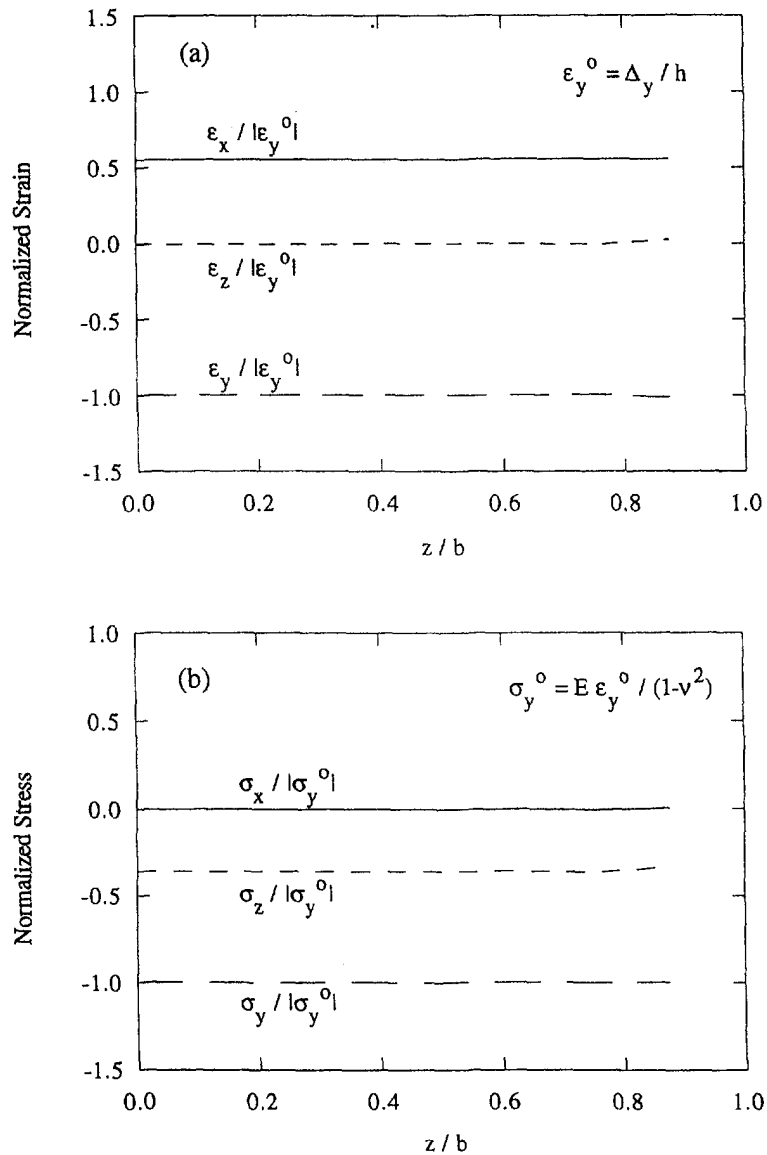 (a)
ε_y^o = Δ_y / h
ε_x / |ε_y^o|
ε_z / |ε_y^o|
ε_y / |ε_y^o|
1.5
1.0
0.5
0.0
-0.5
-1.0
-1.5
Normalized Strain
0.0 0.2 0.4 0.6 0.8 1.0
z / b
(b)
σ_y^o = E ε_y^o / (1-ν^2)
σ_x / |σ_y^o|
σ_z / |σ_y^o|
σ_y / |σ_y^o|
1.0
0.5
0.0
-0.5
-1.0
-1.5
Normalized Stress
0.0 0.2 0.4 0.6 0.8 1.0
z / b